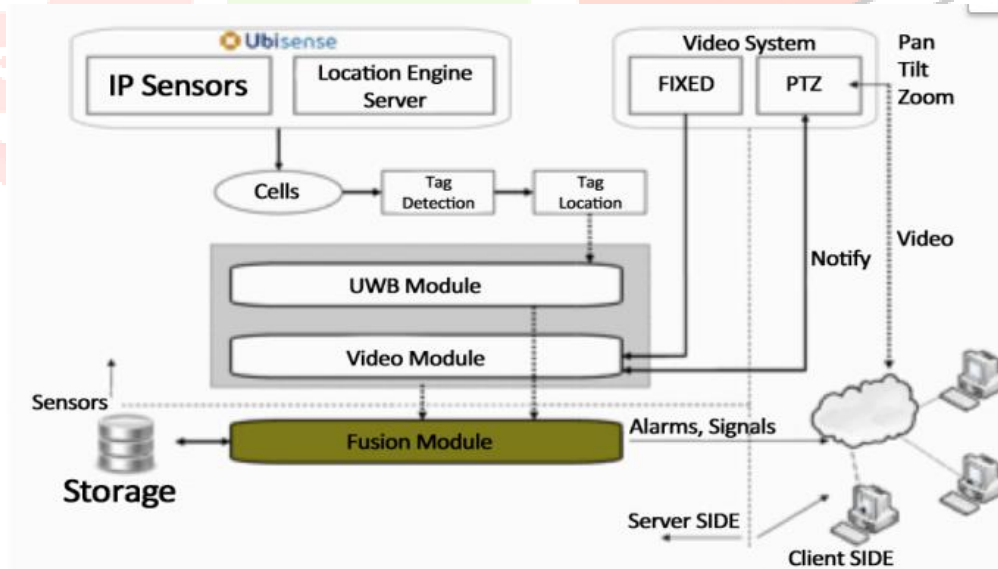 Ubisense
IP Sensors
Location Engine
Server
Video System
FIXED
PTZ
Pan
Tilt
Zoom
Cells
Tag
Detection
Tag
Location
UWB Module
Video Module
Notify
Video
Sensors
Storage
Fusion Module
Alarms, Signals
Server SIDE
Client SIDE